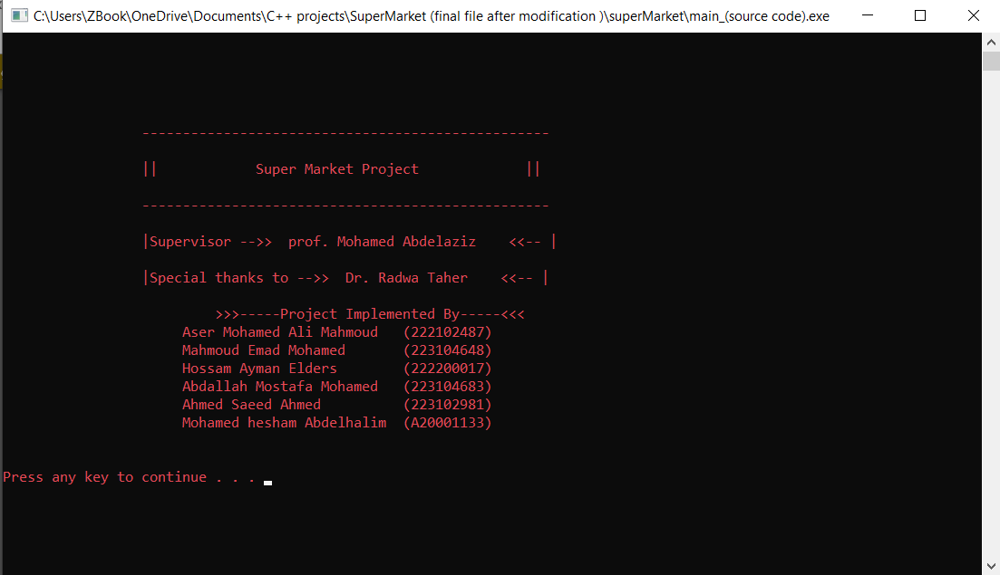 C:\Users\ZBook\OneDrive\Documents\C++ projects\SuperMarket (final file after modification )\superMarket\main_(source code).exe
--------------------------------------------------
|| Super Market Project ||
--------------------------------------------------
|Supervisor -->> prof. Mohamed Abdelaziz <<-- |
|Special thanks to -->> Dr. Radwa Taher <<-- |
>>>-----Project Implemented By-----<<<
Aser Mohamed Ali Mahmoud (222102487)
Mahmoud Emad Mohamed (223104648)
Hossam Ayman Elders (222200017)
Abdallah Mostafa Mohamed (223104683)
Ahmed Saeed Ahmed (223102981)
Mohamed hesham Abdelhalim (A20001133)
Press any key to continue . . .